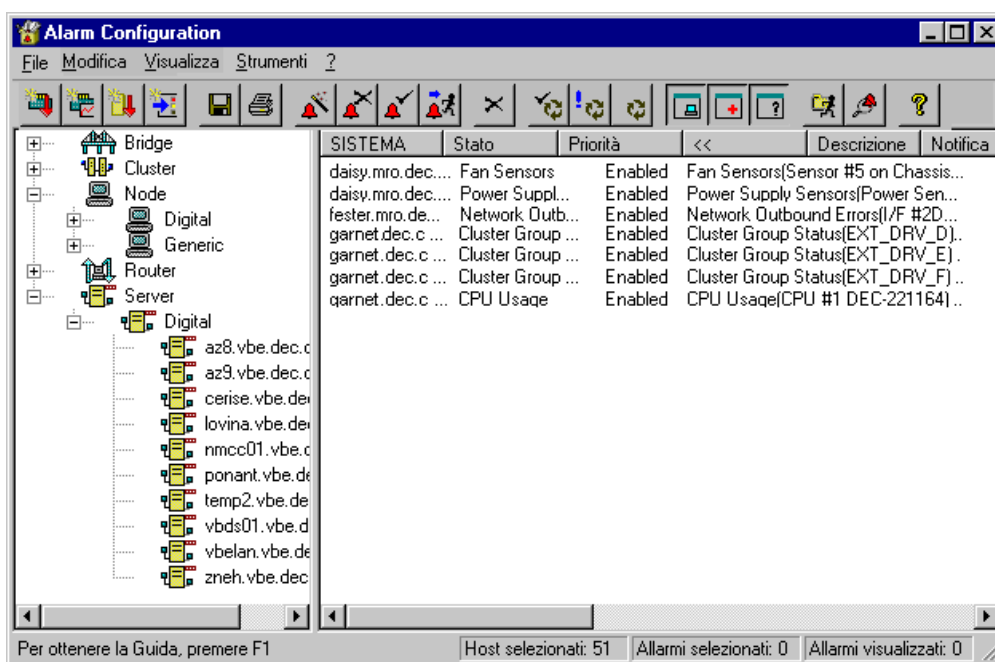 Alarm Configuration
File Modifica Visualizza Strumenti ?
Bridge
Cluster
Node
Digital
Generic
Router
Server
Digital
az8.vbe.dec.c
az9.vbe.dec.c
cerise.vbe.de
lovina.vbe.de
nmcc01.vbe.c
ponant.vbe.de
temp2.vbe.de
vbds01.vbe.d
vbelan.vbe.de
zneh.vbe.dec
SISTEMA Stato Priorità << Descrizione Notifica
daisy.mro.dec.... Fan Sensors Enabled Fan Sensors(Sensor #5 on Chassis...
daisy.mro.dec.... Power Suppl... Enabled Power Supply Sensors(Power Sen...
fester.mro.de... Network Outb... Enabled Network Outbound Errors(I/F #2D...
garnet.dec.c ... Cluster Group ... Enabled Cluster Group Status(EXT_DRV_D)..
garnet.dec.c ... Cluster Group ... Enabled Cluster Group Status(EXT_DRV_E) .
garnet.dec.c ... Cluster Group ... Enabled Cluster Group Status(EXT_DRV_F) ..
garnet.dec.c ... CPU Usage Enabled CPU Usage(CPU #1 DEC-221164) ..
Per ottenere la Guida, premere F1 Host selezionati: 51 Allarmi selezionati: 0 Allarmi visualizzati: 0